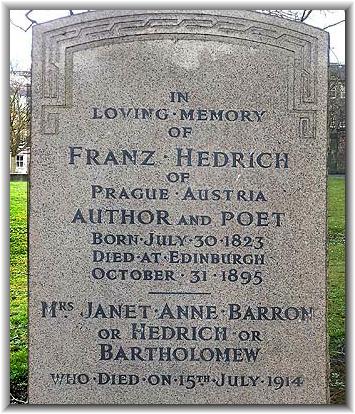 IN
LOVING·MEMORY
OF
FRANZ·HEDRICH
OF
PRAGUE·AUSTRIA
AUTHOR AND POET
BORN·JULY·30·1823
DIED·AT·EDINBURGH
OCTOBER·31·1895
MRS JANET·ANNE·BARRON
OR HEDRICH·OR
BARTHOLOMEW
WHO·DIED·ON·15TH·JULY·1914